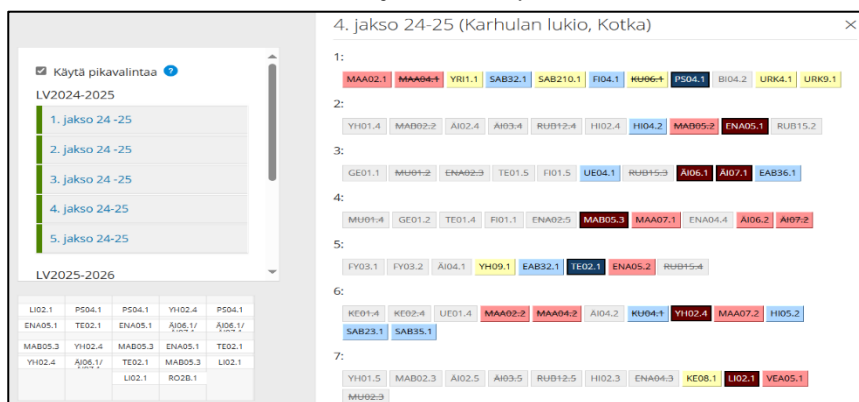 4. jakso 24-25 (Karhulan lukio, Kotka)
Käytä pikavalintaa ?
LV2024-2025
1. jakso 24 -25
2. jakso 24 -25
3. jakso 24 -25
4. jakso 24-25
5. jakso 24-25
LV2025-2026
LI02.1 PS04.1 PS04.1 YH02.4 PS04.1
ENA05.1 TE02.1 ENA05.1 ÄI06.1/ ÄI06.1/
MAB05.3 YH02.4 MAB05.3 ENA05.1 TE02.1
YH02.4 ÄI06.1/ TE02.1 MAB05.3 LI02.1
LI02.1 RO2B.1
1:
MAA02.1 MAA04.1 YRI1.1 SAB32.1 SAB210.1 FI04.1 KU06.1 PS04.1 BI04.2 URK4.1 URK9.1
2:
YH01.4 MAB02.2 ÄI02.4 ÄI03.4 RUB12.4 HI02.4 HI04.2 MAB05.2 ENA05.1 RUB15.2
3:
GE01.1 MU01.2 ENA02.3 TE01.5 FI01.5 UE04.1 RUB15.3 ÄI06.1 ÄI07.1 EAB36.1
4:
MU01.4 GE01.2 TE01.4 FI01.1 ENA02.5 MAB05.3 MAA07.1 ENA04.4 ÄI06.2 ÄI07.2
5:
FY03.1 FY03.2 ÄI04.1 YH09.1 EAB32.1 TE02.1 ENA05.2 RUB15.4
6:
KE01.4 KE02.4 UE01.4 MAA02.2 MAA04.2 ÄI04.2 KU04.1 YH02.4 MAA07.2 HI05.2
SAB23.1 SAB35.1
7:
YH01.5 MAB02.3 ÄI02.5 ÄI03.5 RUB12.5 HI02.3 ENA04.3 KE08.1 LI02.1 VEA05.1
MU02.3